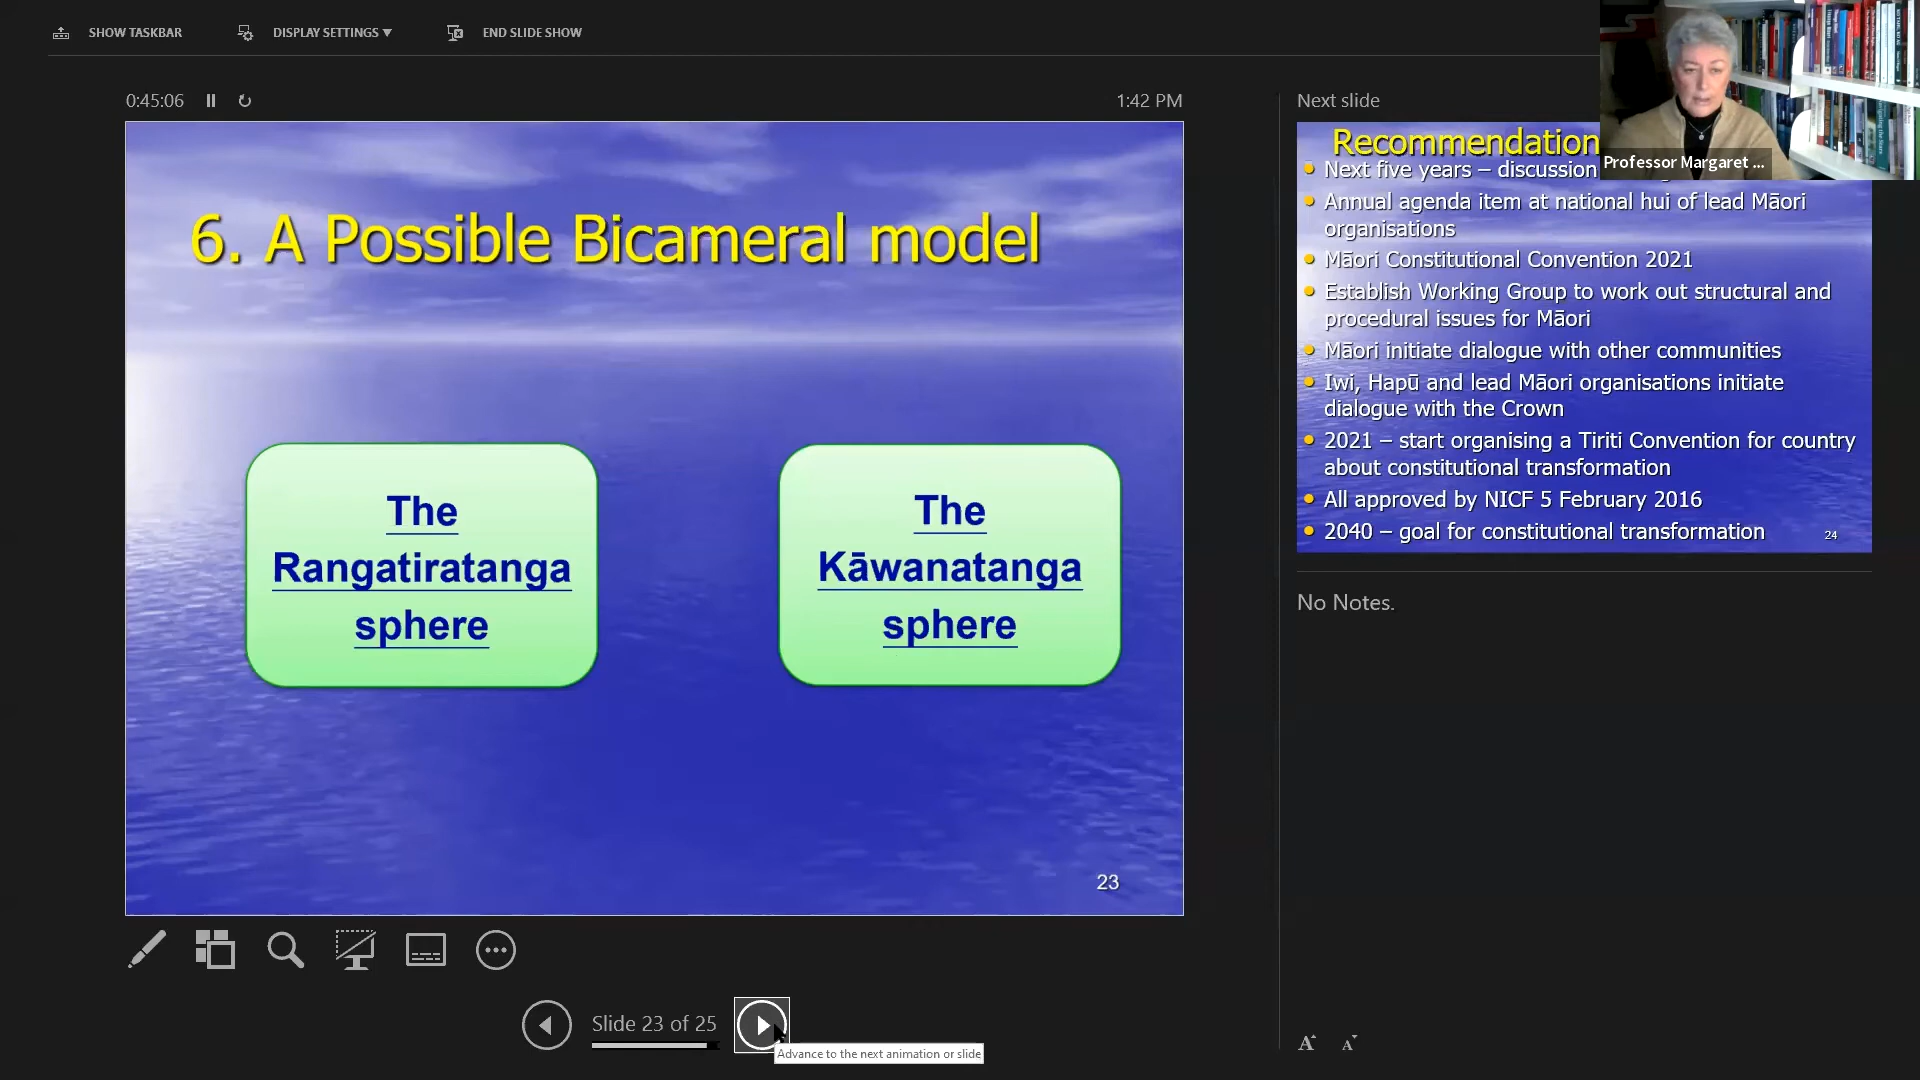 SHOW TASKBAR
DISPLAY SETTINGS ▼
END SLIDE SHOW
0:45:06
1:42 PM
6. A Possible Bicameral model
The
Rangatiratanga
sphere
The
Kāwanatanga
sphere
23
Next slide
Recommendation
Next five years – discussion
Annual agenda item at national hui of lead Māori
organisations
Māori Constitutional Convention 2021
Establish Working Group to work out structural and
procedural issues for Māori
Māori initiate dialogue with other communities
Iwi, Hapū and lead Māori organisations initiate
dialogue with the Crown
2021 – start organising a Tiriti Convention for country
about constitutional transformation
All approved by NICF 5 February 2016
2040 – goal for constitutional transformation
24
Professor Margaret ...
No Notes.
Slide 23 of 25
Advance to the next animation or slide
A
A